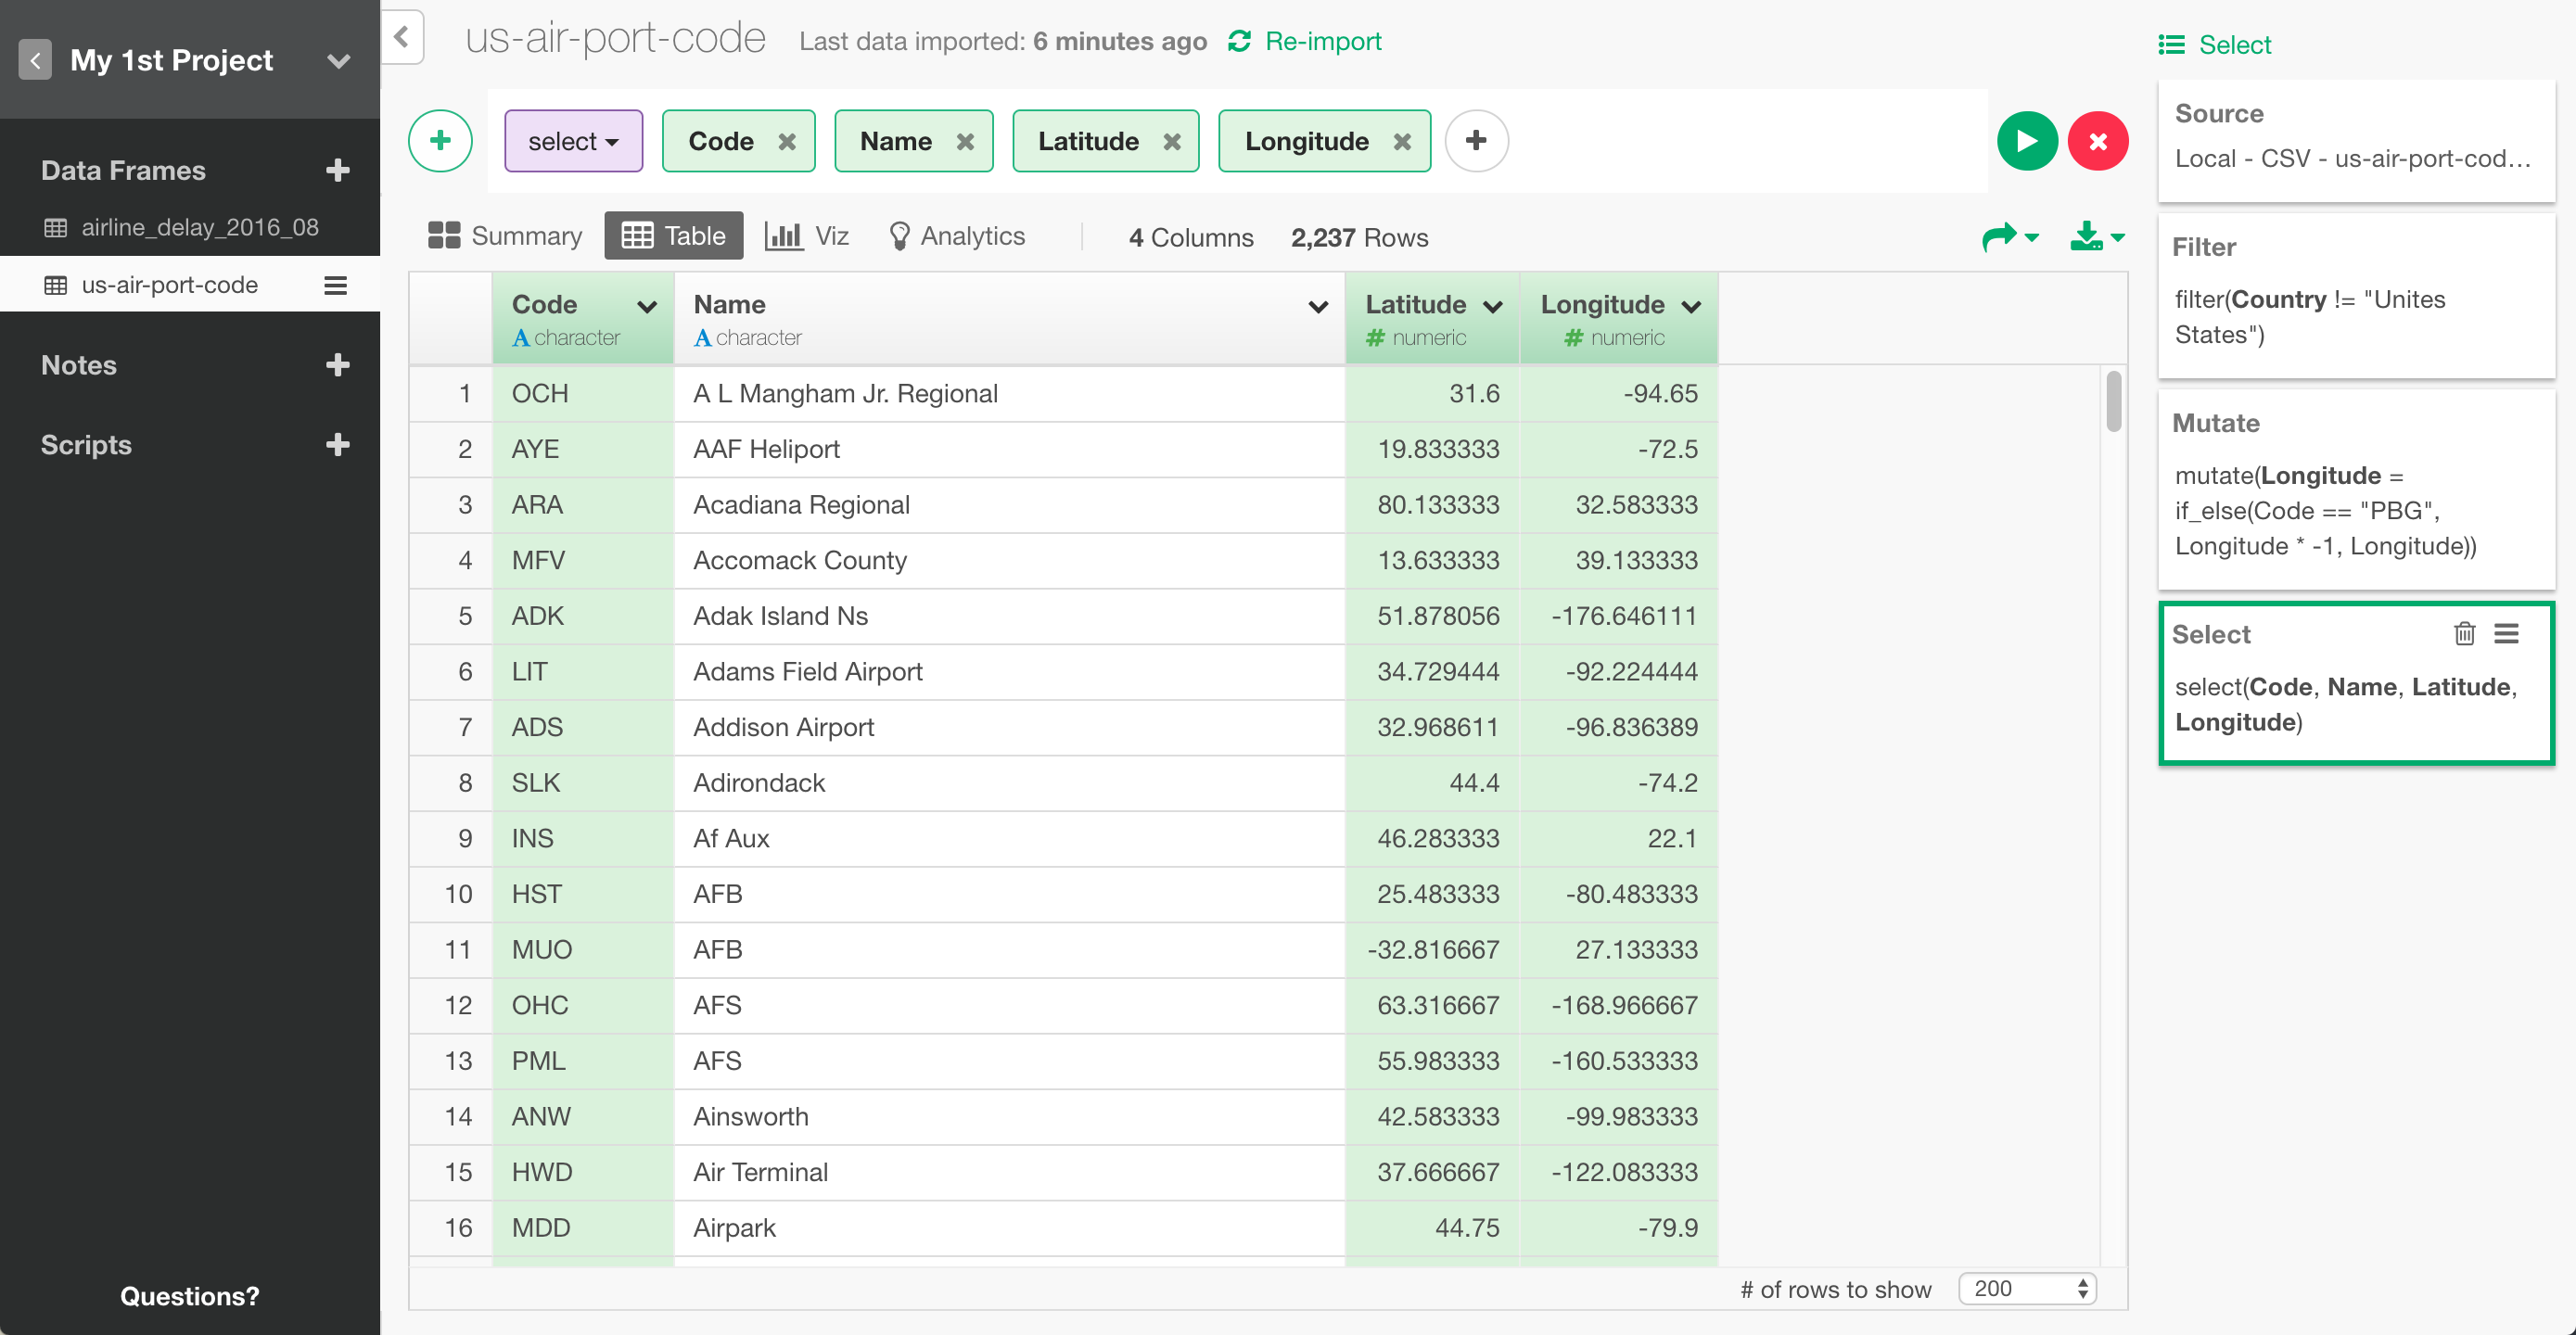 My 1st Project
Data Frames
airline_delay_2016_08
us-air-port-code
Notes
Scripts
Questions?
us-air-port-code Last data imported: 6 minutes ago Re-import
select Code Name Latitude Longitude
Summary Table Viz Analytics 4 Columns 2,237 Rows
Code Name Latitude Longitude
A character A character # numeric # numeric
1 OCH A L Mangham Jr. Regional 31.6 -94.65
2 AYE AAF Heliport 19.833333 -72.5
3 ARA Acadiana Regional 80.133333 32.583333
4 MFV Accomack County 13.633333 39.133333
5 ADK Adak Island Ns 51.878056 -176.646111
6 LIT Adams Field Airport 34.729444 -92.224444
7 ADS Addison Airport 32.968611 -96.836389
8 SLK Adirondack 44.4 -74.2
9 INS Af Aux 46.283333 22.1
10 HST AFB 25.483333 -80.483333
11 MUO AFB -32.816667 27.133333
12 OHC AFS 63.316667 -168.966667
13 PML AFS 55.983333 -160.533333
14 ANW Ainsworth 42.583333 -99.983333
15 HWD Air Terminal 37.666667 -122.083333
16 MDD Airpark 44.75 -79.9
# of rows to show 200
Select
Source
Local - CSV - us-air-port-cod...
Filter
filter(Country != "Unites
States")
Mutate
mutate(Longitude =
if_else(Code == "PBG",
Longitude * -1, Longitude))
Select
select(Code, Name, Latitude,
Longitude)